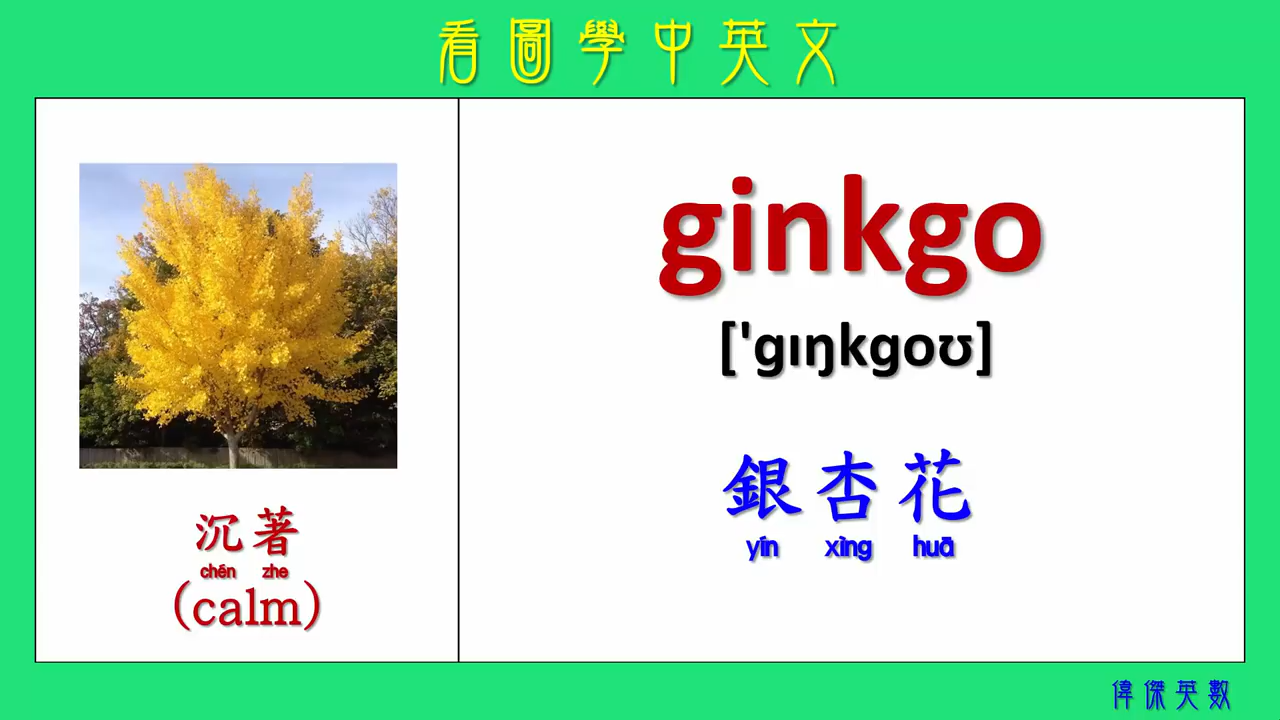 看圖學中英文
沉著
chén zhe
(calm)
ginkgo
['gıŋkgoʊ]
銀杏花
yín xìng huā
偉傑英數